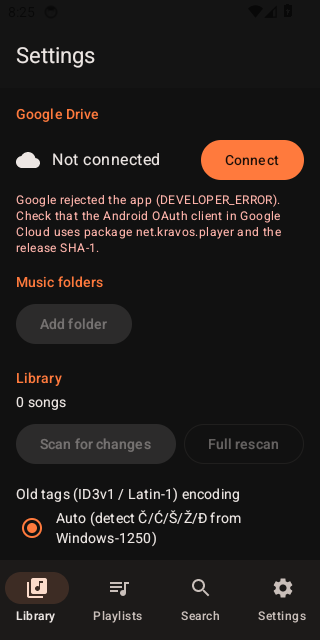 8:25
Settings
Google Drive
Not connected
Connect
Google rejected the app (DEVELOPER_ERROR).
Check that the Android OAuth client in Google
Cloud uses package net.kravos.player and the
release SHA-1.
Music folders
Add folder
Library
0 songs
Scan for changes
Full rescan
Old tags (ID3v1 / Latin-1) encoding
Auto (detect Č/Ć/Š/Ž/Đ from
Windows-1250)
Library
Playlists
Search
Settings